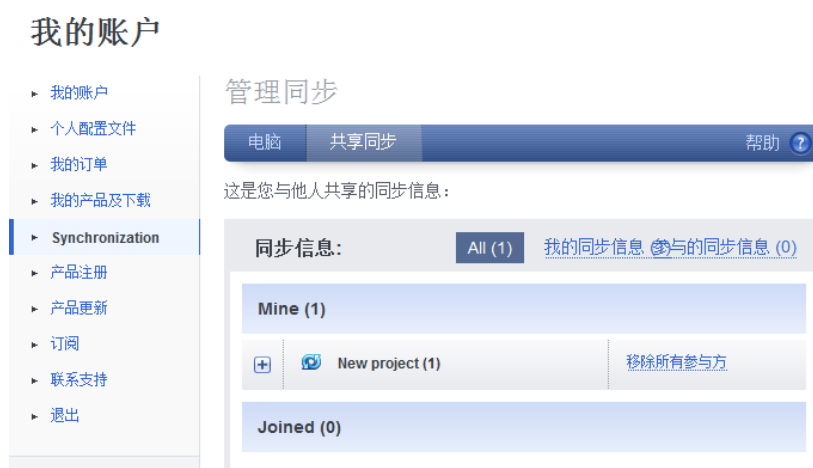 我的账户
我的账户
个人配置文件
我的订单
我的产品及下载
Synchronization
产品注册
产品更新
订阅
联系支持
退出
管理同步
电脑 共享同步 帮助 ?
这是您与他人共享的同步信息：
同步信息: All (1) 我的同步信息 参与的同步信息 (0)
Mine (1)
New project (1) 移除所有参与方
Joined (0)